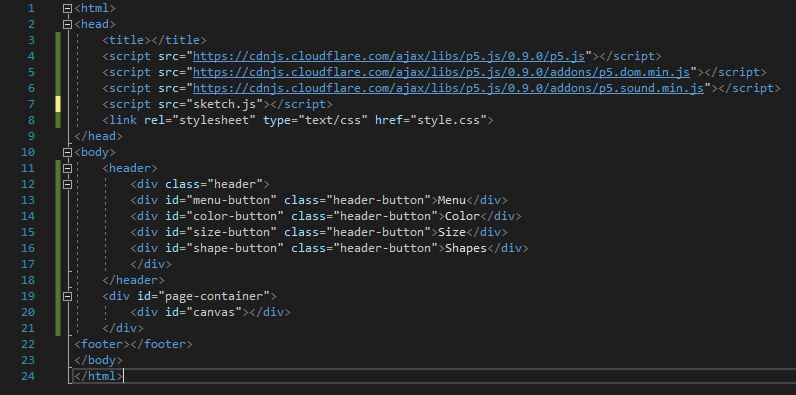 1 <html>
2 <head>
3 <title></title>
4 <script src="https://cdnjs.cloudflare.com/ajax/libs/p5.js/0.9.0/p5.js"></script>
5 <script src="https://cdnjs.cloudflare.com/ajax/libs/p5.js/0.9.0/addons/p5.dom.min.js"></script>
6 <script src="https://cdnjs.cloudflare.com/ajax/libs/p5.js/0.9.0/addons/p5.sound.min.js"></script>
7 <script src="sketch.js"></script>
8 <link rel="stylesheet" type="text/css" href="style.css">
9 </head>
10 <body>
11 <header>
12 <div class="header">
13 <div id="menu-button" class="header-button">Menu</div>
14 <div id="color-button" class="header-button">Color</div>
15 <div id="size-button" class="header-button">Size</div>
16 <div id="shape-button" class="header-button">Shapes</div>
17 </div>
18 </header>
19 <div id="page-container">
20 <div id="canvas"></div>
21 </div>
22 <footer></footer>
23 </body>
24 </html>